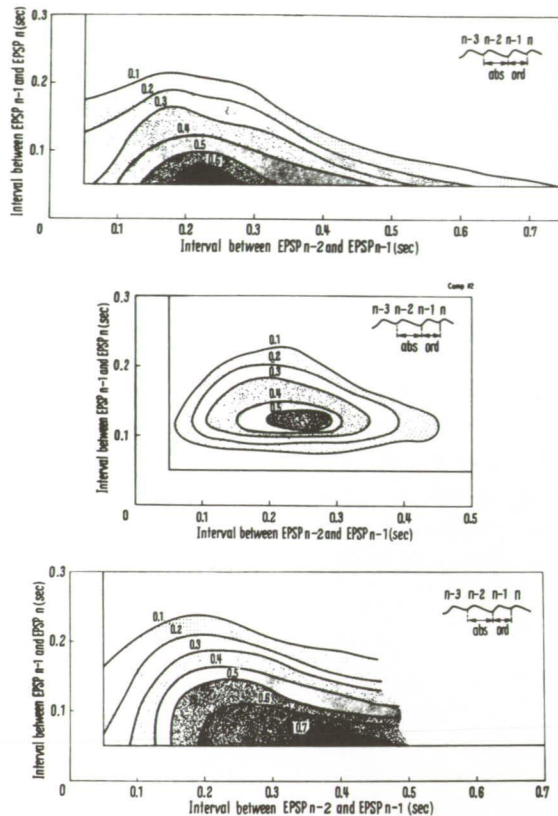 0.3
0.2
0.1
0
Interval between EPSP n-1 and EPSP n (sec)
0.1
0.2
0.3
0.4
0.5
0.6
n-3 n-2 n-1 n
abs ord
0.1 0.2 0.3 0.4 0.5 0.6 0.7
Interval between EPSP n-2 and EPSP n-1 (sec)
Comp #2
0.3
0.2
0.1
0
Interval between EPSP n-1 and EPSP n (sec)
0.1
0.2
0.3
0.4
0.5
n-3 n-2 n-1 n
abs ord
0.1 0.2 0.3 0.4 0.5
Interval between EPSP n-2 and EPSP n-1 (sec)
0.3
0.2
0.1
0
Interval between EPSP n-1 and EPSP n (sec)
0.1
0.2
0.3
0.4
0.5
0.6
0.7
n-3 n-2 n-1 n
abs ord
0.1 0.2 0.3 0.4 0.5 0.6 0.7
Interval between EPSP n-2 and EPSP n-1 (sec)